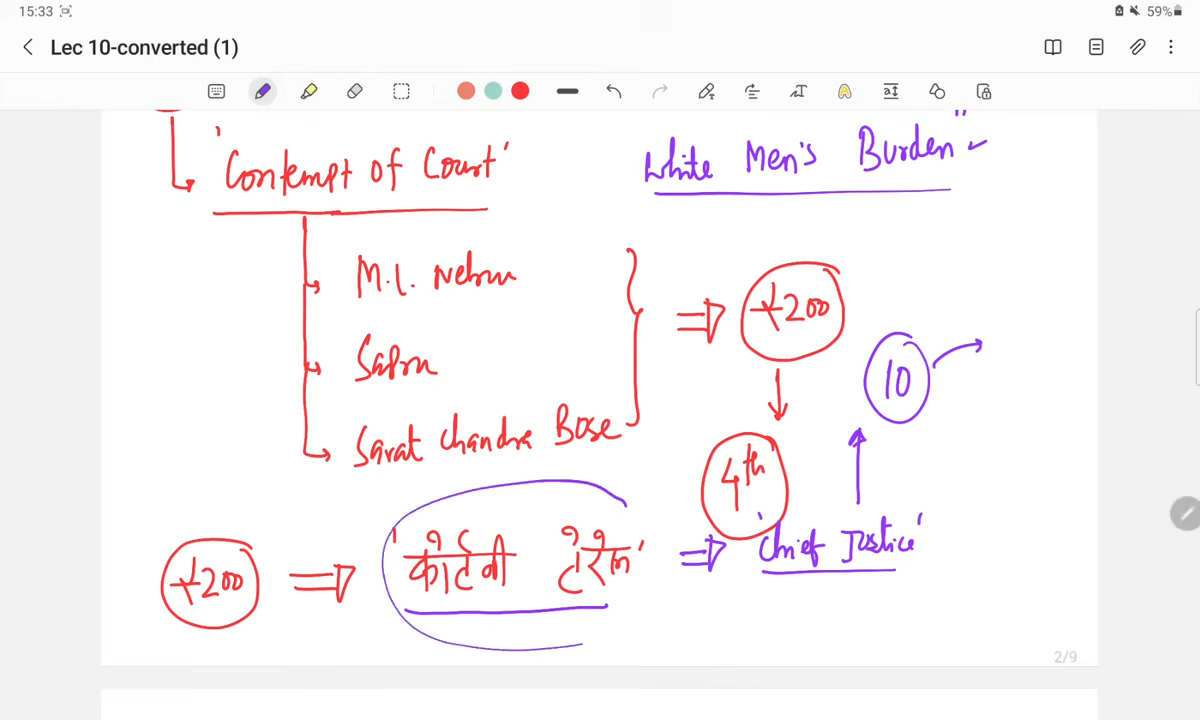 15:33
59%
Lec 10-converted (1)
'Contempt of Court'
White Men's Burden"
M.L. Nehru
Sapru
Sarat Chandra Bose
₹200
10
4th
₹200
'Chief Justice'
2/9